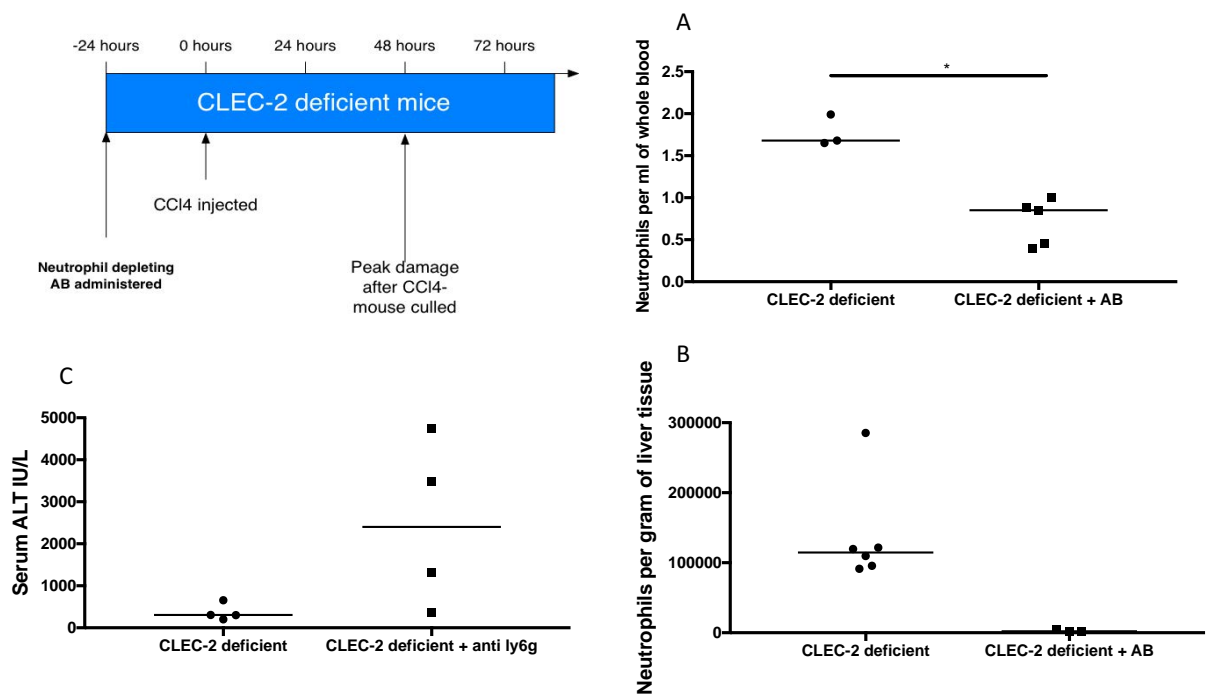 -24 hours
0 hours
24 hours
48 hours
72 hours
CLEC-2 deficient mice
CCl4 injected
Neutrophil depleting
AB administered
Peak damage
after CCl4-
mouse culled
A
*
Neutrophils per ml of whole blood
2.5
2.0
1.5
1.0
0.5
0.0
CLEC-2 deficient
CLEC-2 deficient + AB
C
Serum ALT IU/L
5000
4000
3000
2000
1000
0
CLEC-2 deficient
CLEC-2 deficient + anti ly6g
B
Neutrophils per gram of liver tissue
300000
200000
100000
0
CLEC-2 deficient
CLEC-2 deficient + AB